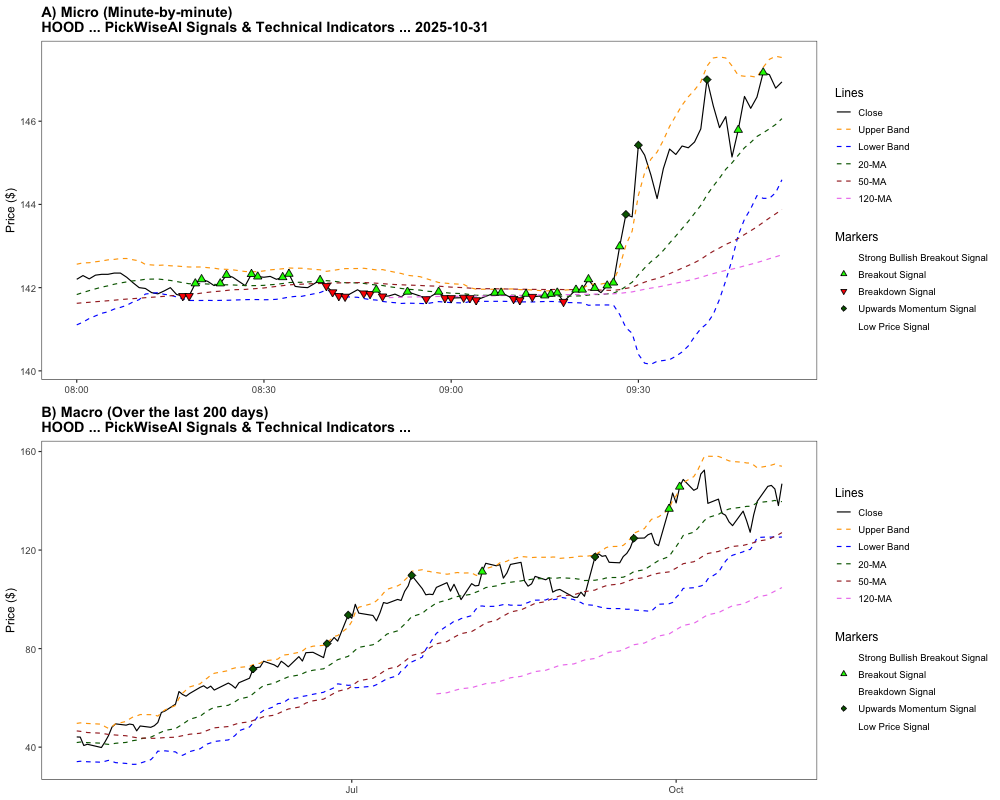 A) Micro (Minute-by-minute)
HOOD ... PickWiseAI Signals & Technical Indicators ... 2025-10-31
Price ($)
146
144
142
140
08:00
08:30
09:00
09:30
Lines
Close
Upper Band
Lower Band
20-MA
50-MA
120-MA
Markers
Strong Bullish Breakout Signal
Breakout Signal
Breakdown Signal
Upwards Momentum Signal
Low Price Signal
B) Macro (Over the last 200 days)
HOOD ... PickWiseAI Signals & Technical Indicators ...
Price ($)
160
120
80
40
Jul
Oct
Lines
Close
Upper Band
Lower Band
20-MA
50-MA
120-MA
Markers
Strong Bullish Breakout Signal
Breakout Signal
Breakdown Signal
Upwards Momentum Signal
Low Price Signal